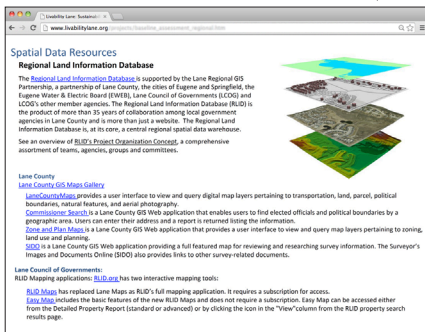 Livability Lane: Sustainab
www.livabilitylane.org
Spatial Data Resources
Regional Land Information Database
The Regional Land Information Database is supported by the Lane Regional GIS
Partnership, a partnership of Lane County, the cities of Eugene and Springfield, the
Eugene Water & Electric Board (EWEB), Lane Council of Governments (LCOG) and
LCOG's other member agencies. The Regional Land Information Database (RLID) is
the product of more than 35 years of collaboration among local government
agencies in Lane County and is more than just a website. The Regional Land
Information Database is, at its core, a central regional spatial data warehouse.
See an overview of RLID's Project Organization Concept, a comprehensive
assortment of teams, agencies, groups and committees.
Lane County
Lane County GIS Maps Gallery
LaneCountyMaps provides a user interface to view and query digital map layers pertaining to transportation, land, parcel, political
boundaries, natural features, and aerial photography.
Commissioner Search is a Lane County GIS Web application that enables users to find elected officials and political boundaries by a
geographic area. Users can enter their address and a report is returned listing the information.
Zone and Plan Maps is a Lane County GIS Web application that provides a user interface to view and query map layers pertaining to zoning,
land use and planning.
SIDO is a Lane County GIS Web application providing a full featured map for reviewing and researching survey information. The Surveyor's
Images and Documents Online (SIDO) also provides links to other survey-related documents.
Lane Council of Governments:
RLID Mapping applications: RLID.org has two interactive mapping tools:
RLID Maps has replaced Lane Maps as RLID's full mapping application. It requires a subscription for access.
Easy Map includes the basic features of the new RLID Maps and does not require a subscription. Easy Map can be accessed either
from the Detailed Property Report (standard or advanced) or by clicking the icon in the "View"column from the RLID property search
results page.